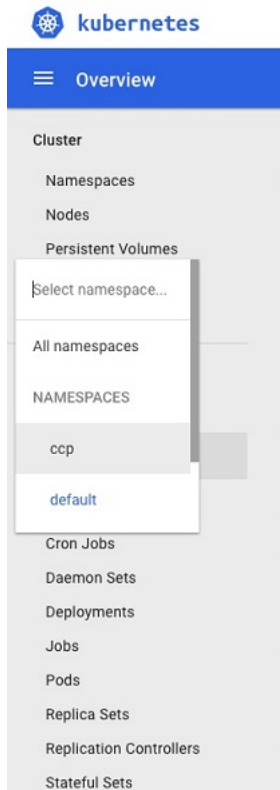 kubernetes
Overview
Cluster
Namespaces
Nodes
Persistent Volumes
Select namespace...
All namespaces
NAMESPACES
ccp
default
Cron Jobs
Daemon Sets
Deployments
Jobs
Pods
Replica Sets
Replication Controllers
Stateful Sets